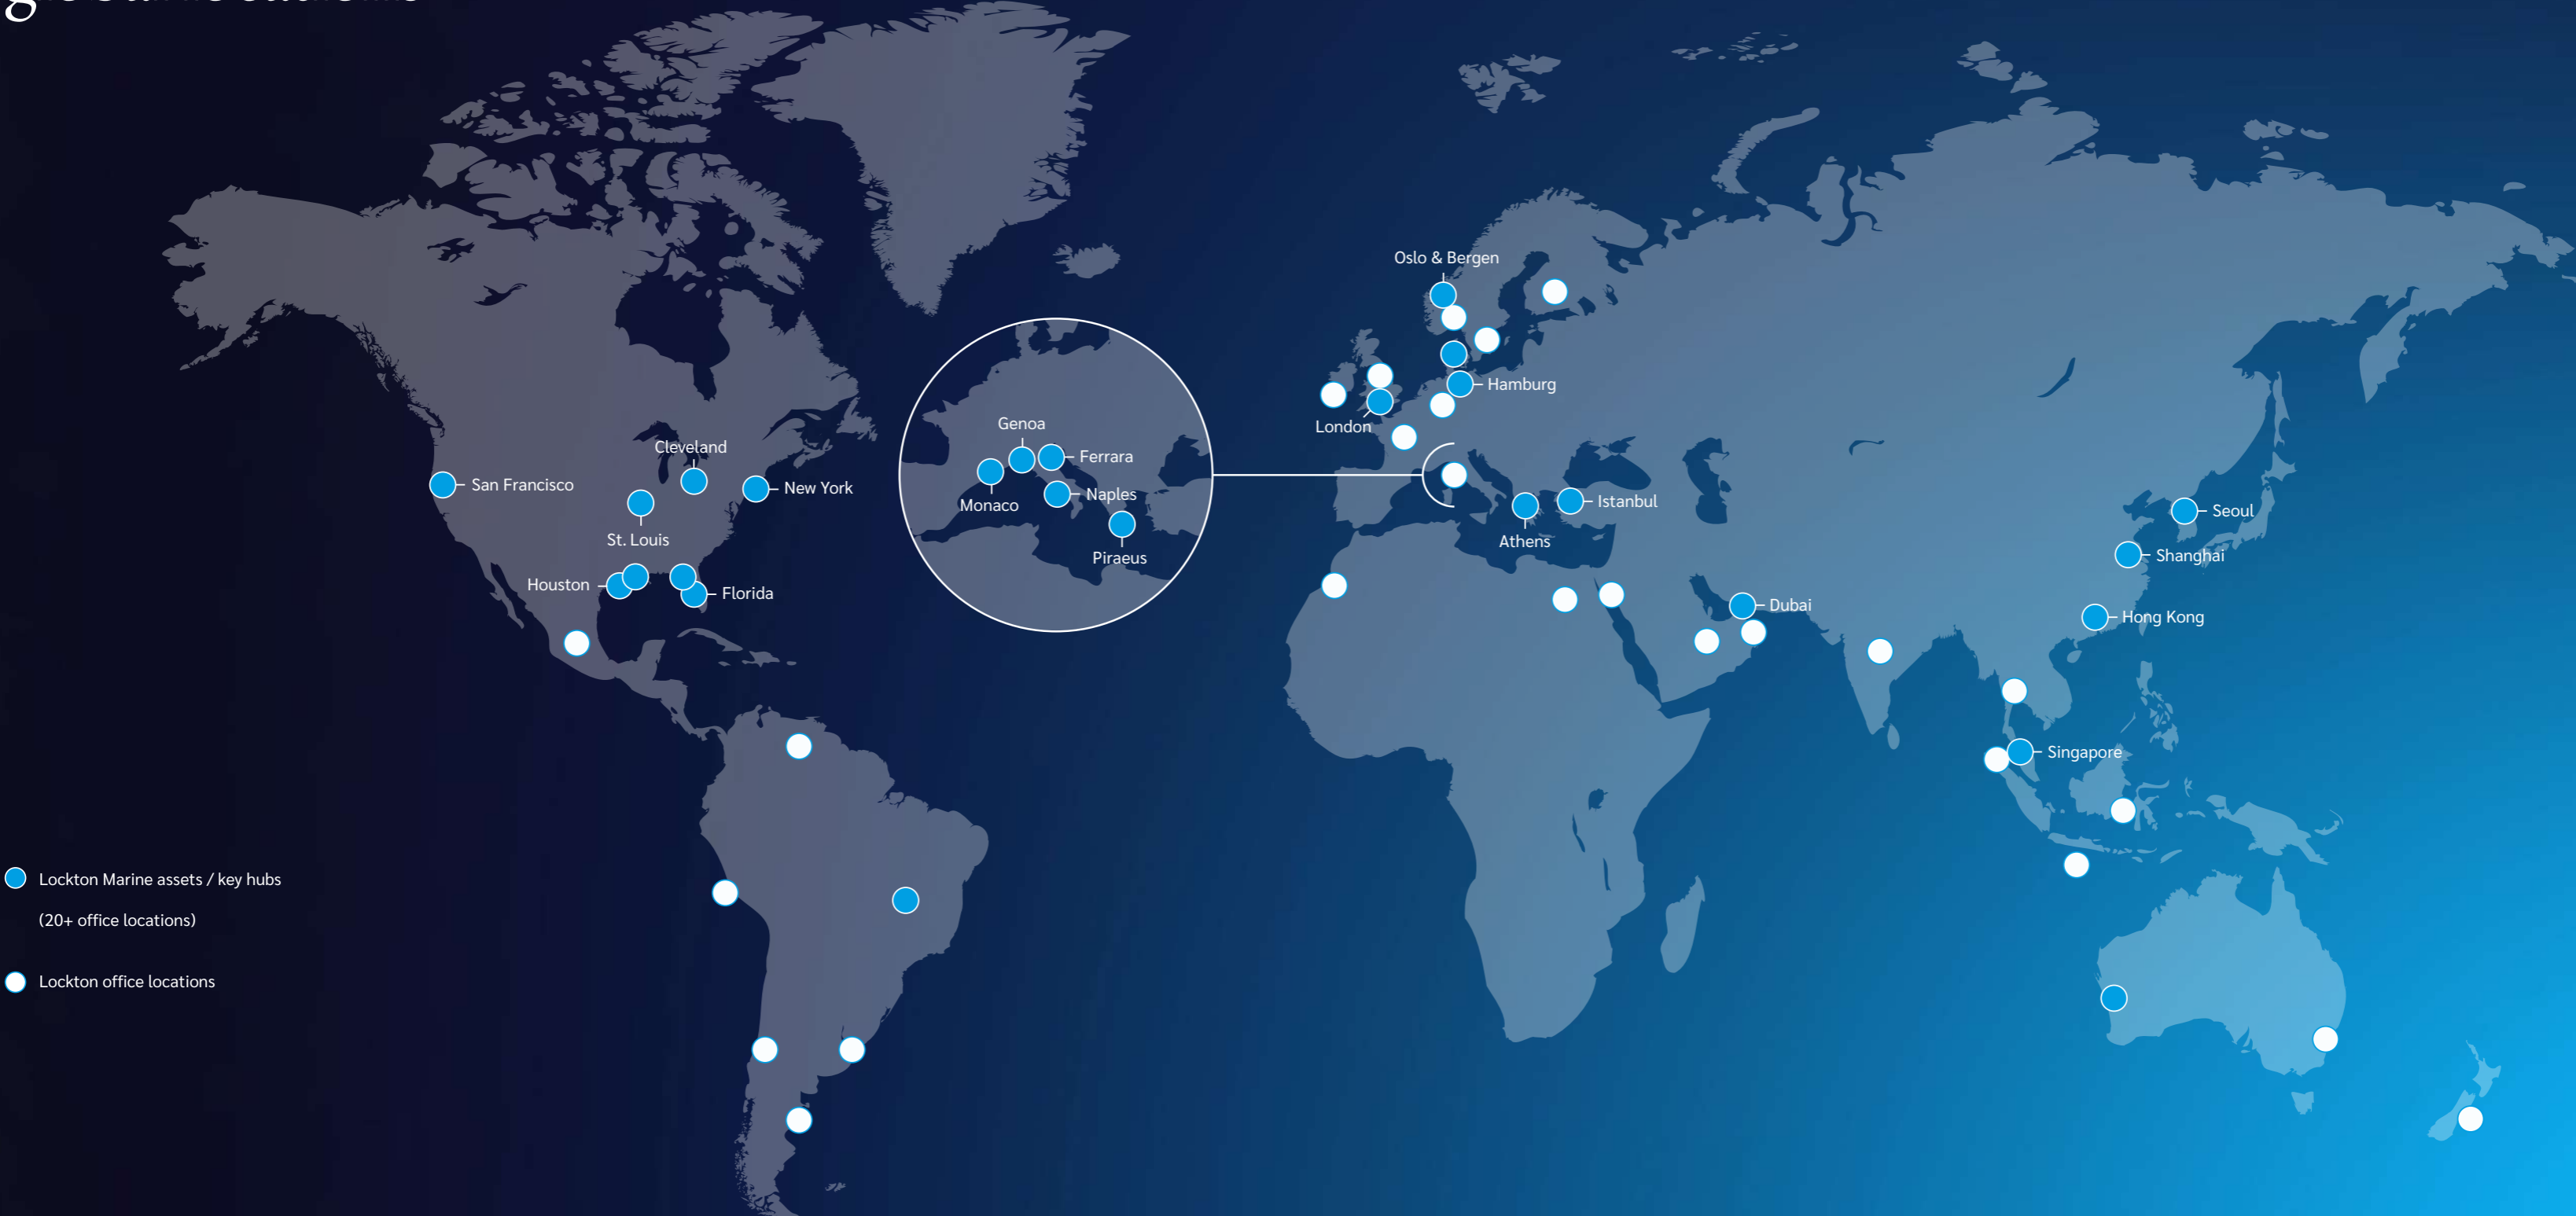 Oslo & Bergen
Hamburg
London
Genoa
Ferrara
Monaco
Naples
Piraeus
Cleveland
San Francisco
New York
St. Louis
Houston
Florida
Istanbul
Athens
Seoul
Shanghai
Dubai
Hong Kong
Singapore
Lockton Marine assets / key hubs
(20+ office locations)
Lockton office locations